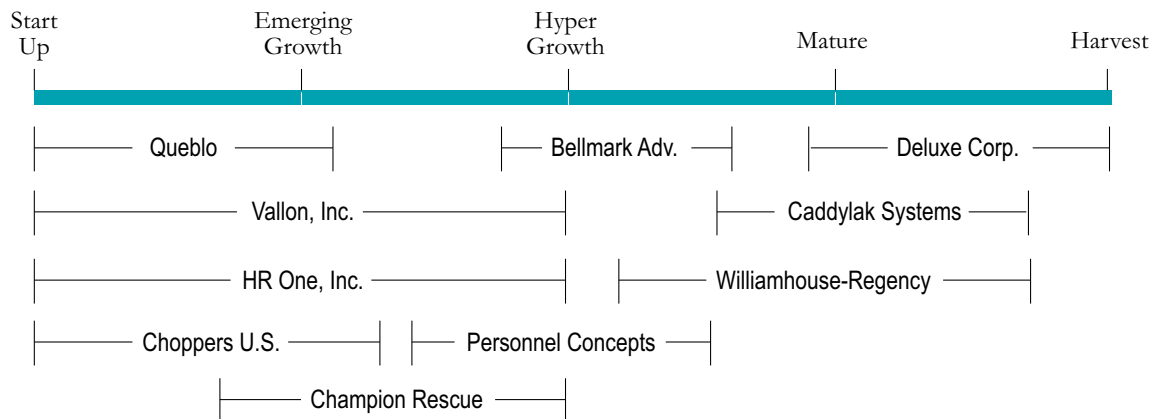 Start
Up
Emerging
Growth
Hyper
Growth
Mature
Harvest
Queblo
Bellmark Adv.
Deluxe Corp.
Vallon, Inc.
Caddylak Systems
HR One, Inc.
Williamhouse-Regency
Choppers U.S.
Personnel Concepts
Champion Rescue